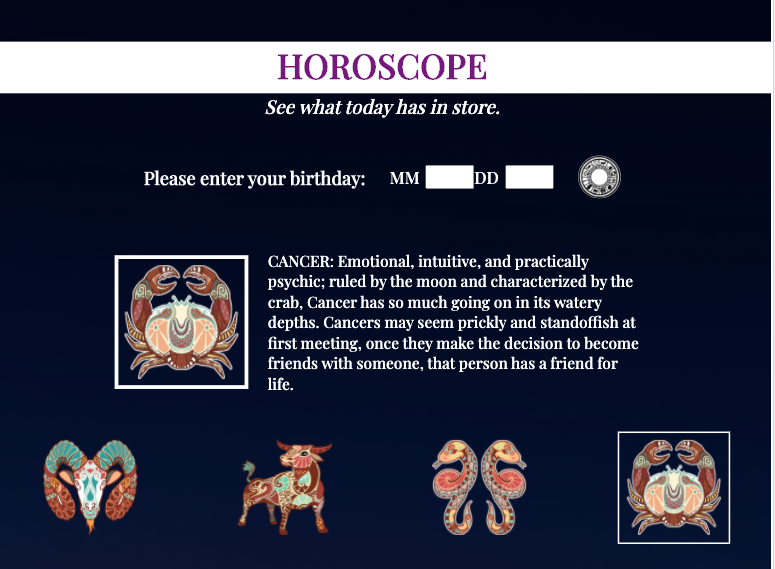 HOROSCOPE
See what today has in store.
Please enter your birthday: MM DD
CANCER: Emotional, intuitive, and practically
psychic; ruled by the moon and characterized by the
crab, Cancer has so much going on in its watery
depths. Cancers may seem prickly and standoffish at
first meeting, once they make the decision to become
friends with someone, that person has a friend for
life.